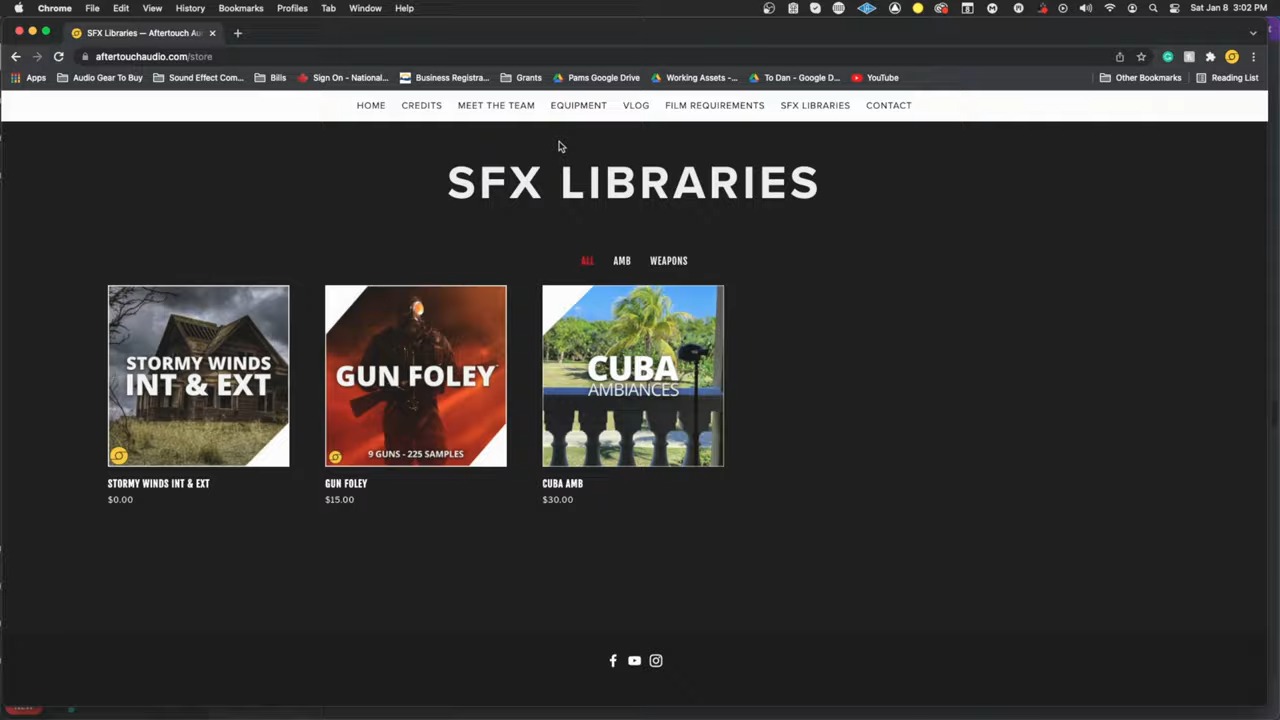 Chrome File Edit View History Bookmarks Profiles Tab Window Help Sat Jan 8 3:02 PM
SFX Libraries — Aftertouch Au
aftertouchaudio.com/store
Apps Audio Gear To Buy Sound Effect Com... Bills Sign On - National... Business Registra... Grants Pams Google Drive Working Assets -... To Dan - Google D... YouTube Other Bookmarks Reading List
HOME CREDITS MEET THE TEAM EQUIPMENT VLOG FILM REQUIREMENTS SFX LIBRARIES CONTACT
SFX LIBRARIES
ALL AMB WEAPONS
STORMY WINDS
INT & EXT
GUN FOLEY
9 GUNS - 225 SAMPLES
CUBA
AMBIANCES
STORMY WINDS INT & EXT
$0.00
GUN FOLEY
$15.00
CUBA AMB
$30.00